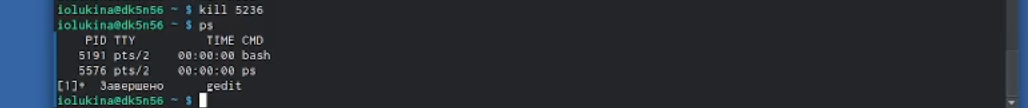 iolukina@dk5n56 ~ $ kill 5236
iolukina@dk5n56 ~ $ ps
    PID TTY          TIME CMD
   5191 pts/2    00:00:00 bash
   5576 pts/2    00:00:00 ps
[1]+  Завершено      gedit
iolukina@dk5n56 ~ $